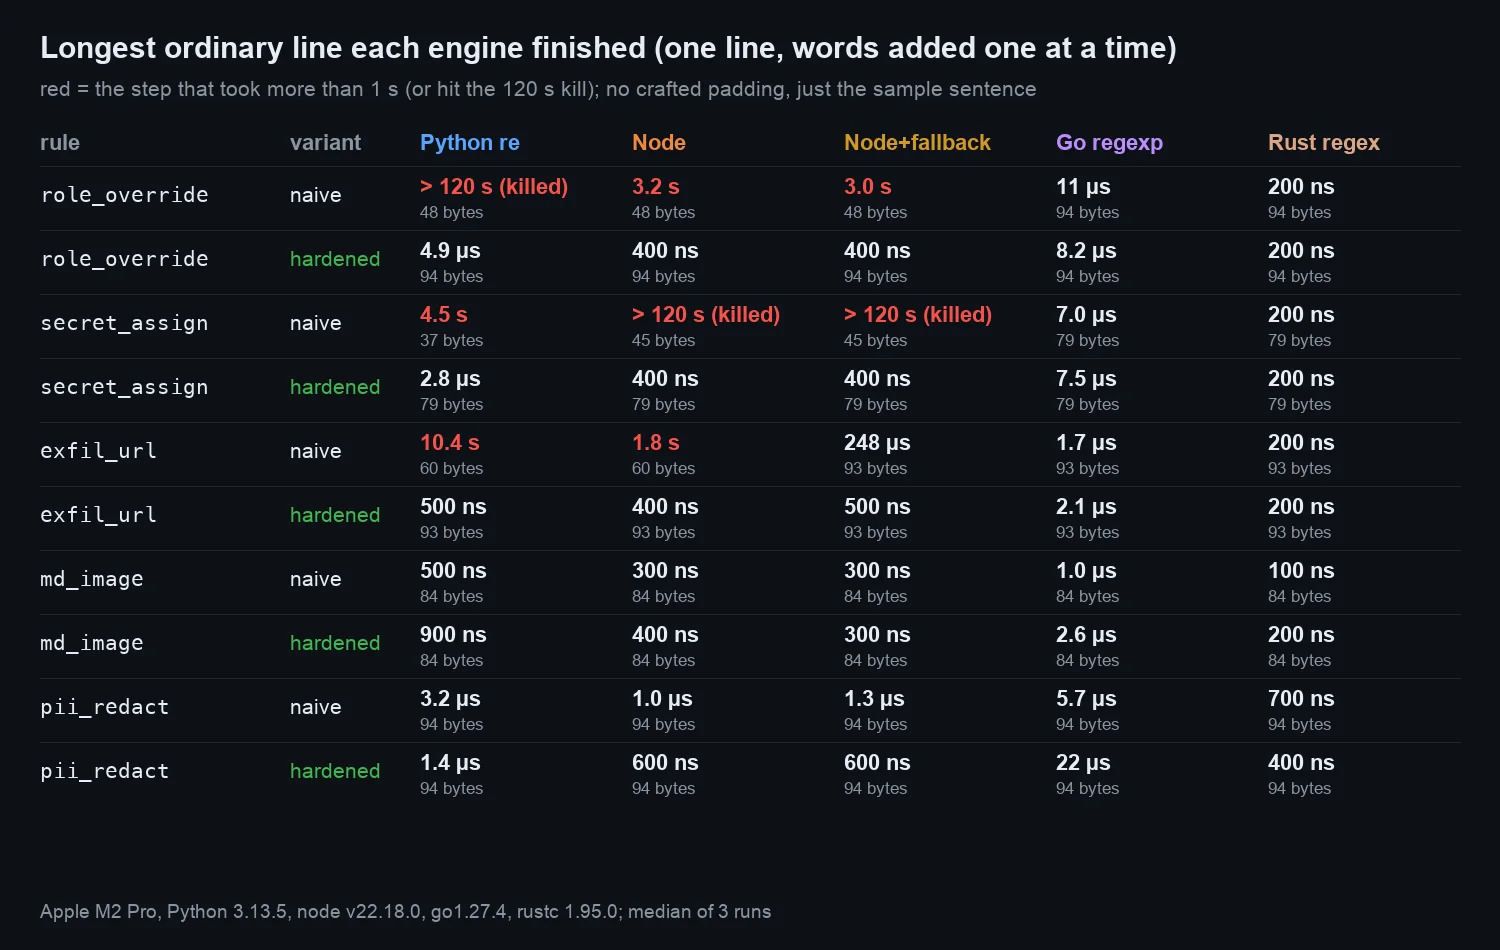 Longest ordinary line each engine finished (one line, words added one at a time)
red = the step that took more than 1 s (or hit the 120 s kill); no crafted padding, just the sample sentence
rule variant Python re Node Node+fallback Go regexp Rust regex
role_override naive > 120 s (killed) 3.2 s 3.0 s 11 µs 200 ns
48 bytes 48 bytes 48 bytes 94 bytes 94 bytes
role_override hardened 4.9 µs 400 ns 400 ns 8.2 µs 200 ns
94 bytes 94 bytes 94 bytes 94 bytes 94 bytes
secret_assign naive 4.5 s > 120 s (killed) > 120 s (killed) 7.0 µs 200 ns
37 bytes 45 bytes 45 bytes 79 bytes 79 bytes
secret_assign hardened 2.8 µs 400 ns 400 ns 7.5 µs 200 ns
79 bytes 79 bytes 79 bytes 79 bytes 79 bytes
exfil_url naive 10.4 s 1.8 s 248 µs 1.7 µs 200 ns
60 bytes 60 bytes 93 bytes 93 bytes 93 bytes
exfil_url hardened 500 ns 400 ns 500 ns 2.1 µs 200 ns
93 bytes 93 bytes 93 bytes 93 bytes 93 bytes
md_image naive 500 ns 300 ns 300 ns 1.0 µs 100 ns
84 bytes 84 bytes 84 bytes 84 bytes 84 bytes
md_image hardened 900 ns 400 ns 300 ns 2.6 µs 200 ns
84 bytes 84 bytes 84 bytes 84 bytes 84 bytes
pii_redact naive 3.2 µs 1.0 µs 1.3 µs 5.7 µs 700 ns
94 bytes 94 bytes 94 bytes 94 bytes 94 bytes
pii_redact hardened 1.4 µs 600 ns 600 ns 22 µs 400 ns
94 bytes 94 bytes 94 bytes 94 bytes 94 bytes
Apple M2 Pro, Python 3.13.5, node v22.18.0, go1.27.4, rustc 1.95.0; median of 3 runs